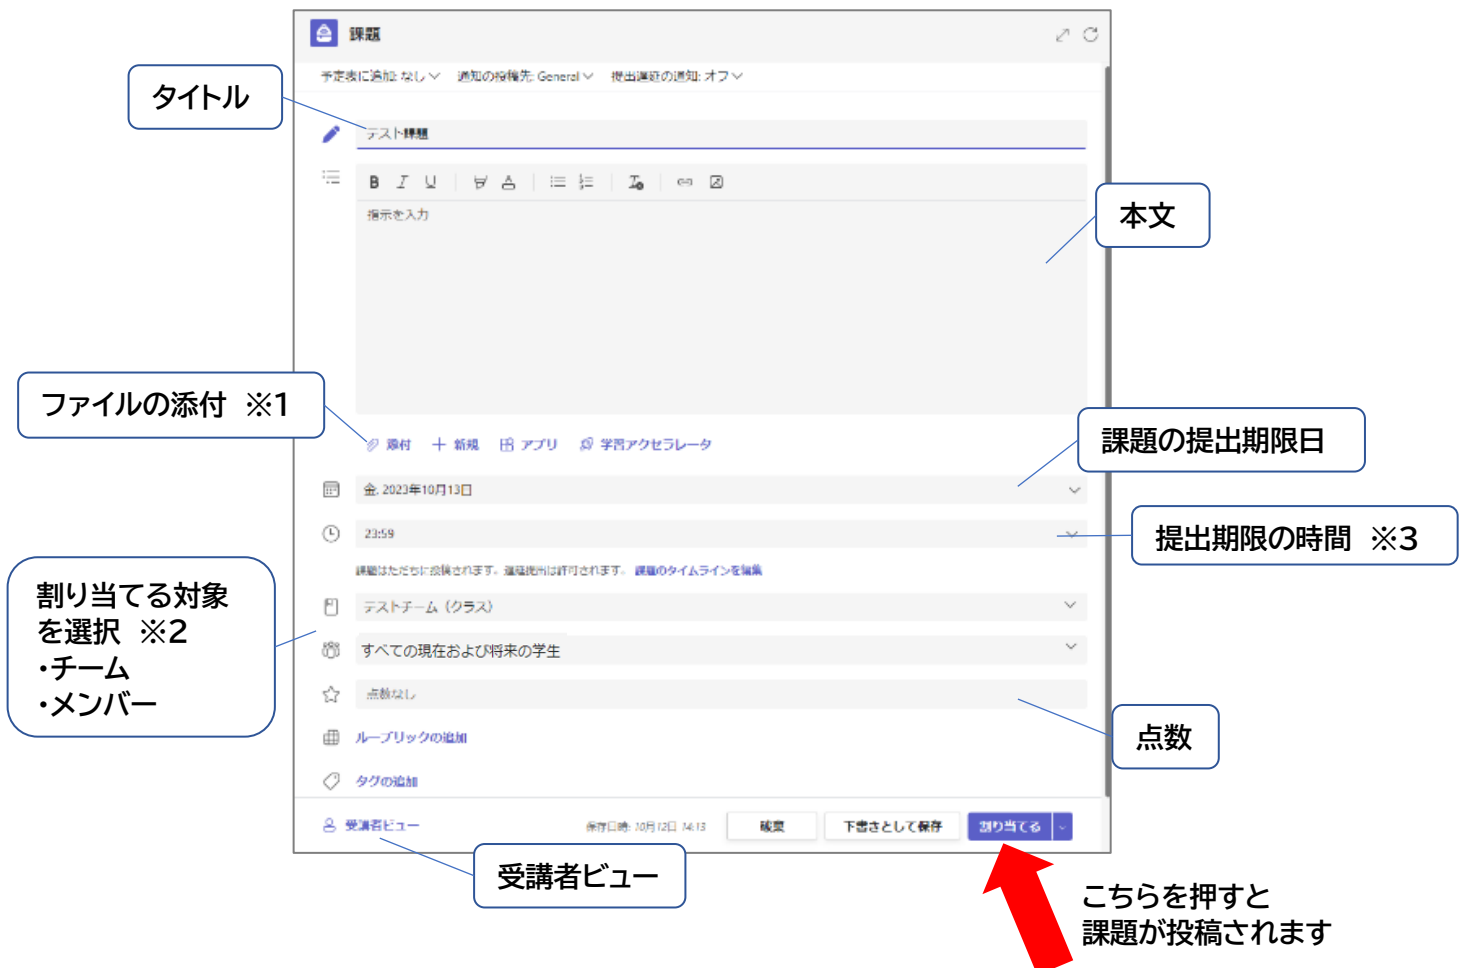 課題
予定表に追加: なし 通知の投稿先: General 提出遅延の通知: オフ
タイトル
テスト課題
B I U
指示を入力
本文
ファイルの添付 ※1
添付 新規 アプリ 学習アクセラレータ
課題の提出期限日
金, 2023年10月13日
23:59
提出期限の時間 ※3
課題はただちに投稿されます。遅延提出は許可されます。 課題のタイムラインを編集
割り当てる対象
を選択 ※2
・チーム
・メンバー
テストチーム（クラス）
すべての現在および将来の学生
点数なし
点数
ルーブリックの追加
タグの追加
受講者ビュー 保存日時: 10月12日 14:13 破棄 下書きとして保存 割り当てる
受講者ビュー
こちらを押すと
課題が投稿されます